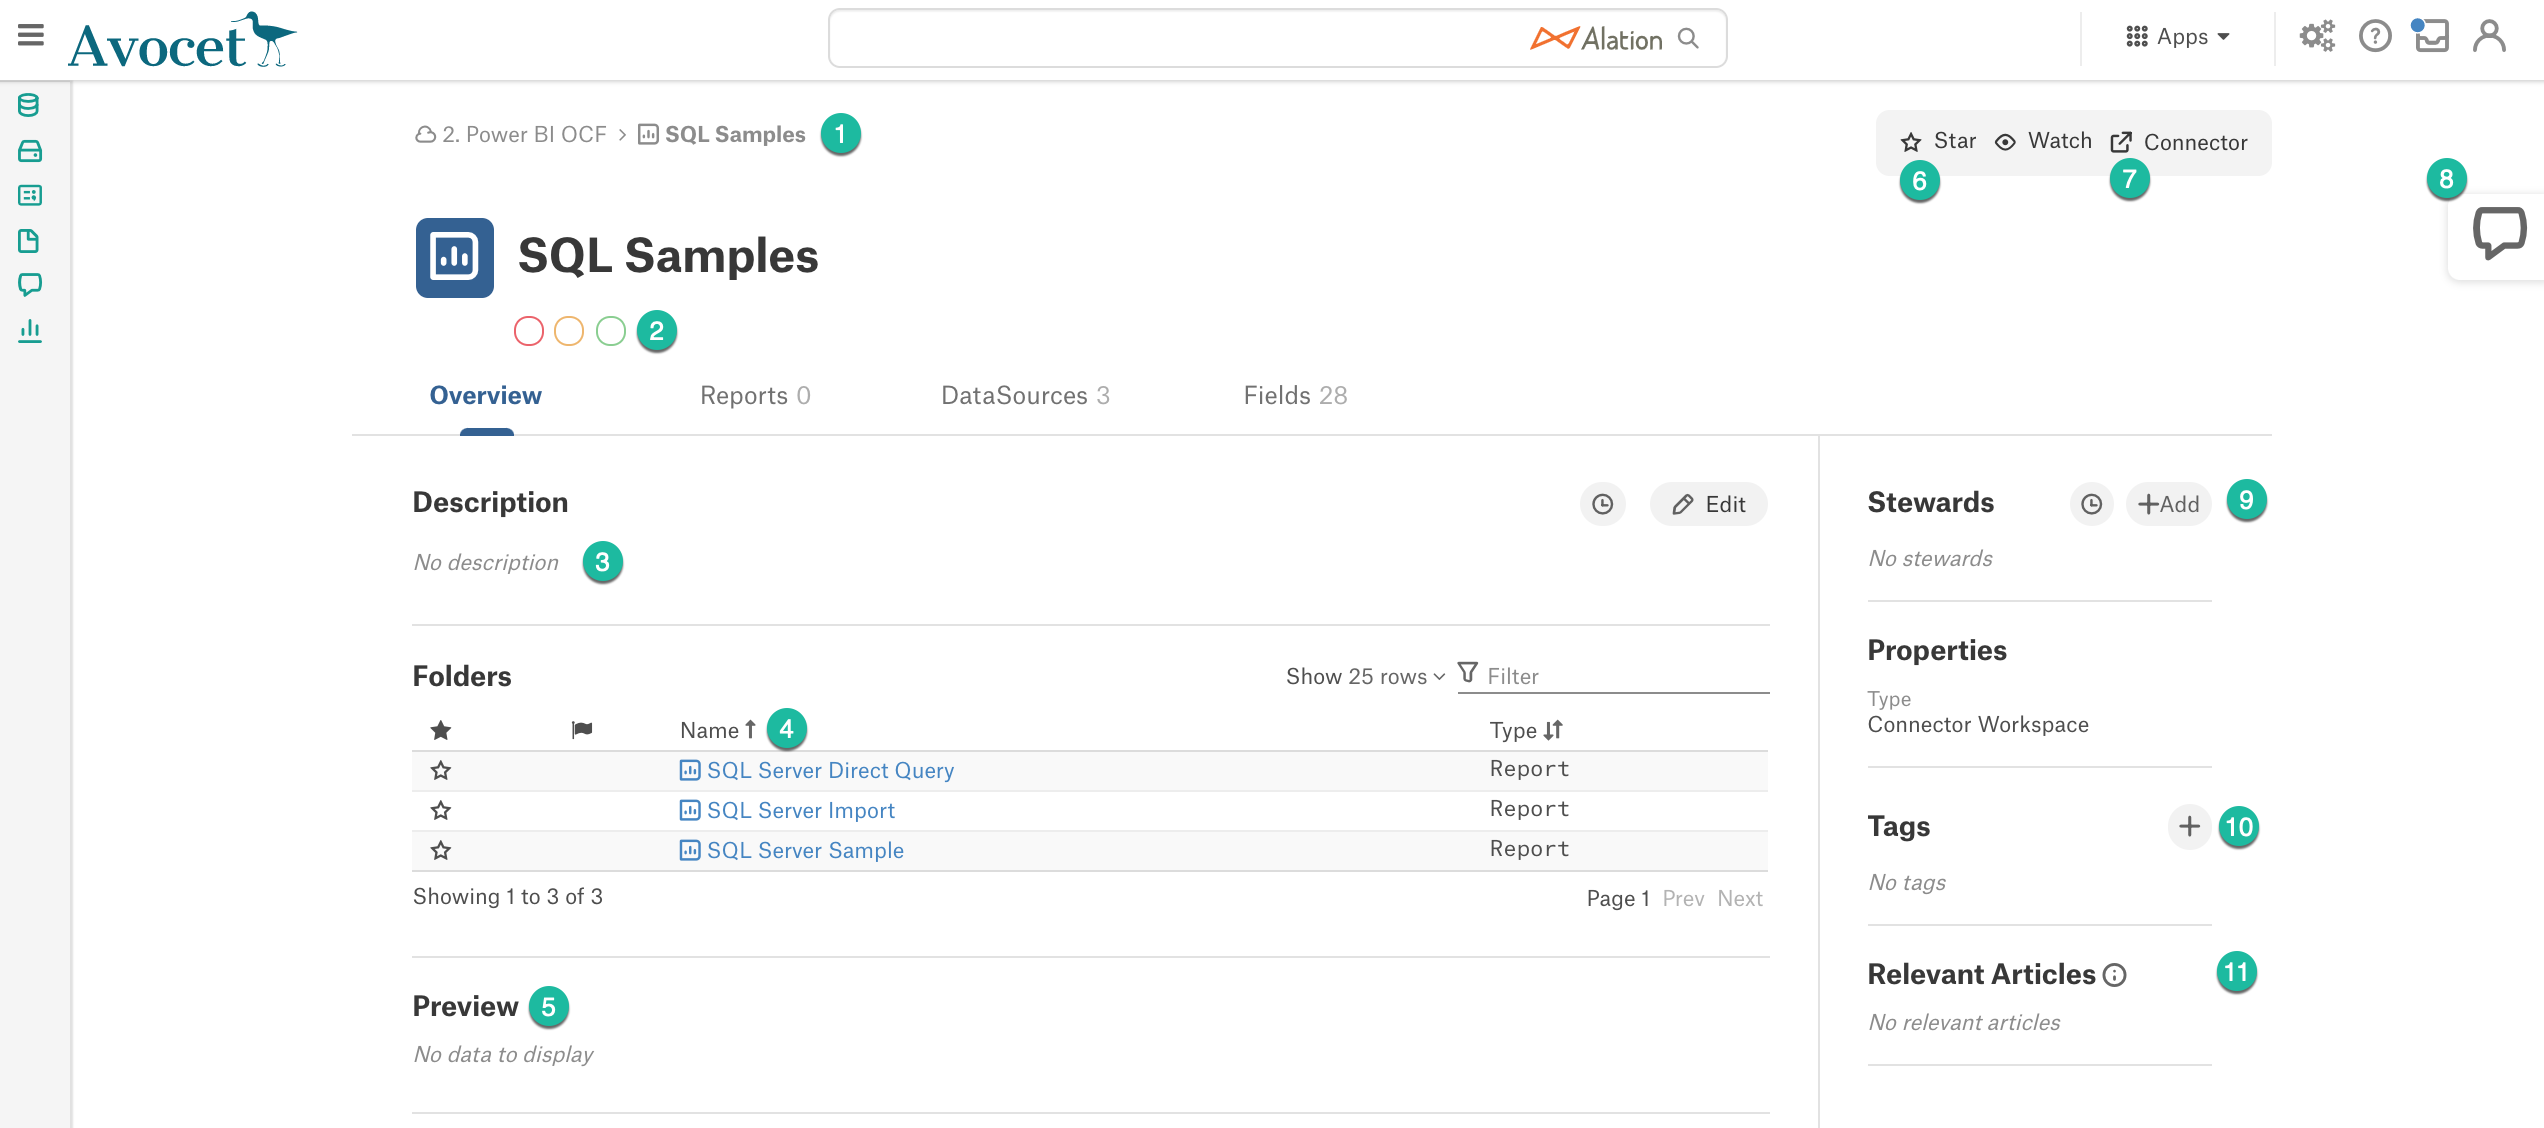 Avocet
Alation
Apps
2. Power BI OCF > SQL Samples 1
Star Watch Connector
6 7 8
SQL Samples
2
Overview Reports 0 DataSources 3 Fields 28
Description Edit
No description 3
Folders Show 25 rows Filter
Name 4 Type
SQL Server Direct Query Report
SQL Server Import Report
SQL Server Sample Report
Showing 1 to 3 of 3 Page 1 Prev Next
Preview 5
No data to display
Stewards +Add 9
No stewards
Properties
Type
Connector Workspace
Tags + 10
No tags
Relevant Articles 11
No relevant articles